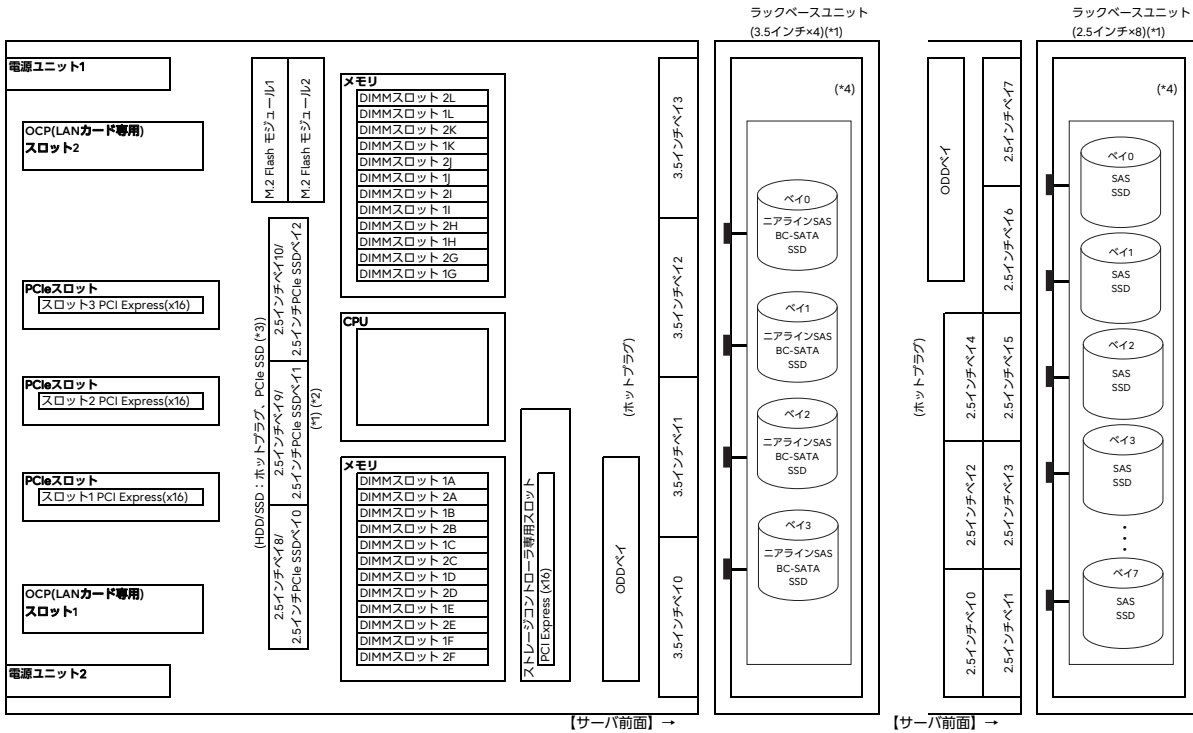 ラックベースユニット
(3.5インチ×4)(*1)
ラックベースユニット
(2.5インチ×8)(*1)
電源ユニット1
OCP(LANカード専用)
スロット2
PCIeスロット
スロット3 PCI Express(x16)
PCIeスロット
スロット2 PCI Express(x16)
PCIeスロット
スロット1 PCI Express(x16)
OCP(LANカード専用)
スロット1
電源ユニット2
M.2 Flash モジュール1
M.2 Flash モジュール2
(HDD/SSD：ホットプラグ、PCIe SSD (*3))
2.5インチベイ10/
2.5インチPCIe SSDベイ2
2.5インチベイ9/
2.5インチPCIe SSDベイ1
2.5インチベイ8/
2.5インチPCIe SSDベイ0
(*1) (*2)
メモリ
DIMMスロット 2L
DIMMスロット 1L
DIMMスロット 2K
DIMMスロット 1K
DIMMスロット 2J
DIMMスロット 1J
DIMMスロット 2I
DIMMスロット 1I
DIMMスロット 2H
DIMMスロット 1H
DIMMスロット 2G
DIMMスロット 1G
CPU
メモリ
DIMMスロット 1A
DIMMスロット 2A
DIMMスロット 1B
DIMMスロット 2B
DIMMスロット 1C
DIMMスロット 2C
DIMMスロット 1D
DIMMスロット 2D
DIMMスロット 1E
DIMMスロット 2E
DIMMスロット 1F
DIMMスロット 2F
ストレージコントローラ専用スロット
PCI Express (x16)
ODDベイ
(ホットプラグ)
3.5インチベイ3
3.5インチベイ2
3.5インチベイ1
3.5インチベイ0
【サーバ前面】→
(*4)
ベイ0
ニアラインSAS
BC-SATA
SSD
ベイ1
ニアラインSAS
BC-SATA
SSD
ベイ2
ニアラインSAS
BC-SATA
SSD
ベイ3
ニアラインSAS
BC-SATA
SSD
ODDベイ
(ホットプラグ)
2.5インチベイ7
2.5インチベイ6
2.5インチベイ4
2.5インチベイ5
2.5インチベイ2
2.5インチベイ3
2.5インチベイ0
2.5インチベイ1
【サーバ前面】→
(*4)
ベイ0
SAS
SSD
ベイ1
SAS
SSD
ベイ2
SAS
SSD
ベイ3
SAS
SSD
・・・
ベイ7
SAS
SSD